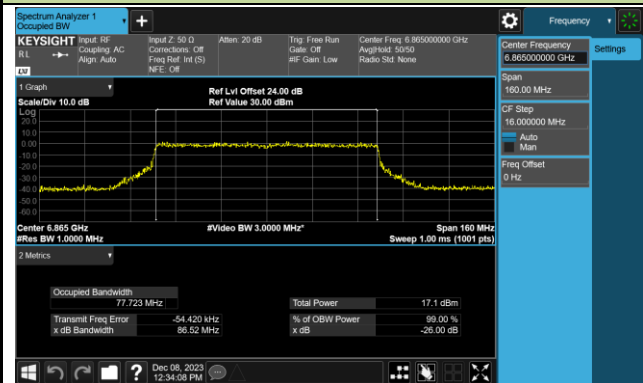 Spectrum Analyzer 1
Occupied BW
+
Frequency
KEYSIGHT Input: RF
RL
Coupling: AC
Align: Auto
LXI
Input Z: 50 Ω
Corrections: Off
Freq Ref: Int (S)
NFE: Off
Atten: 20 dB
Trig: Free Run
Gate: Off
#IF Gain: Low
Center Freq: 6.865000000 GHz
Avg|Hold: 50/50
Radio Std: None
Center Frequency
6.865000000 GHz
Settings
Span
160.00 MHz
CF Step
16.000000 MHz
Auto
Man
Freq Offset
0 Hz
1 Graph
Scale/Div 10.0 dB
Ref Lvl Offset 24.00 dB
Ref Value 30.00 dBm
Log
20.0
10.0
0.00
-10.0
-20.0
-30.0
-40.0
-50.0
-60.0
Center 6.865 GHz
#Res BW 1.0000 MHz
#Video BW 3.0000 MHz*
Span 160 MHz
Sweep 1.00 ms (1001 pts)
2 Metrics
Occupied Bandwidth
77.723 MHz
Total Power 17.1 dBm
Transmit Freq Error -54.420 kHz
% of OBW Power 99.00 %
x dB Bandwidth 86.52 MHz
x dB -26.00 dB
?
Dec 08, 2023
12:34:08 PM